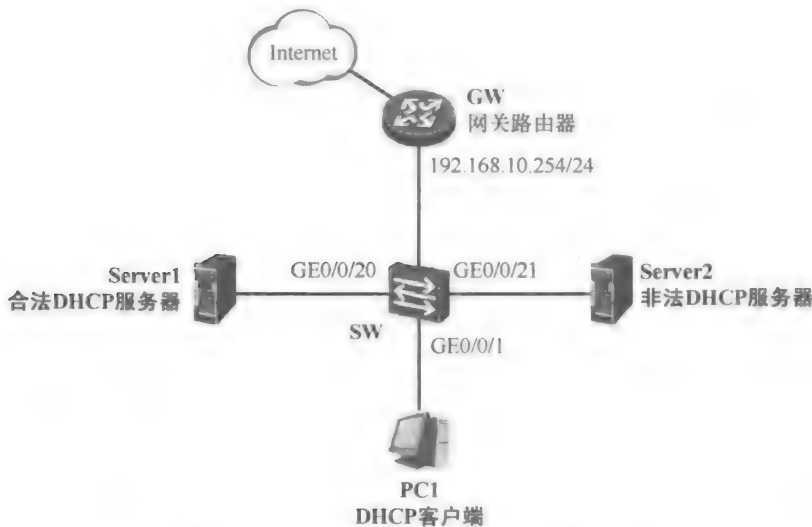 Internet
GW
网关路由器
192.168.10.254/24
Server1
合法DHCP服务器
GE0/0/20
GE0/0/21
Server2
非法DHCP服务器
SW
GE0/0/1
PC1
DHCP客户端